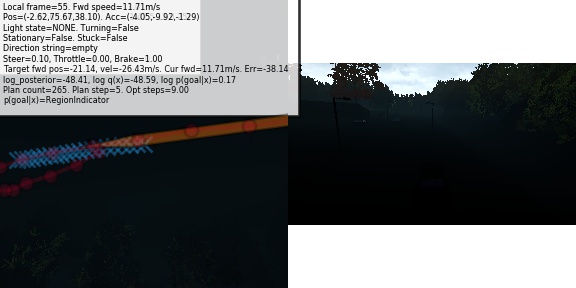 Local frame=55. Fwd speed=11.71m/s
Pos=(-2.62,75.67,38.10). Acc=(-4.05;-9.92,-1.29)
Light state=NONE. Turning=False
Stationary=False. Stuck=False
Direction string=empty
Steer=0.10, Throttle=0.00, Brake=1.00
Target fwd pos=-21.14, vel=-26.43m/s. Cur fwd=11.71m/s. Err=-38.14
log_posterior=-48.41, log q(x)=-48.59, log p(goal|x)=0.17
Plan count=265. Plan step=5. Opt steps=9.00
p(goal|x)=RegionIndicator